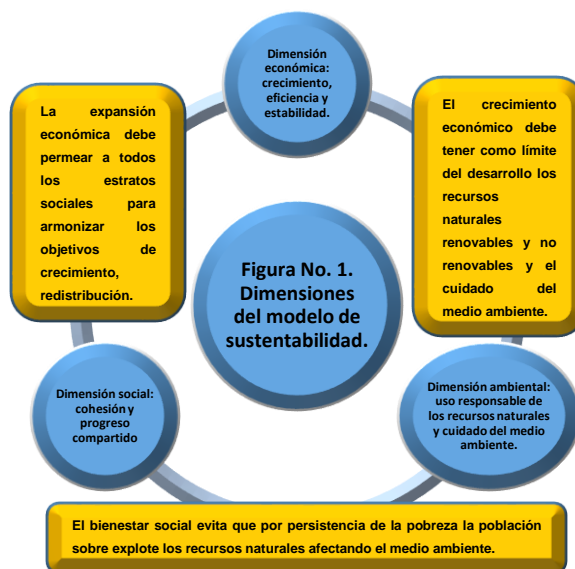 Dimensión
económica:
crecimiento,
eficiencia y
estabilidad.
La expansión
económica debe
permear a todos
los estratos
sociales para
armonizar los
objetivos de
crecimiento,
redistribución.
El crecimiento
económico debe
tener como límite
del desarrollo los
recursos
naturales
renovables y no
renovables y el
cuidado del
medio ambiente.
Figura No. 1.
Dimensiones
del modelo de
sustentabilidad.
Dimensión social:
cohesión y
progreso
compartido
Dimensión ambiental:
uso responsable de
los recursos naturales
y cuidado del medio
ambiente.
El bienestar social evita que por persistencia de la pobreza la población
sobre explote los recursos naturales afectando el medio ambiente.